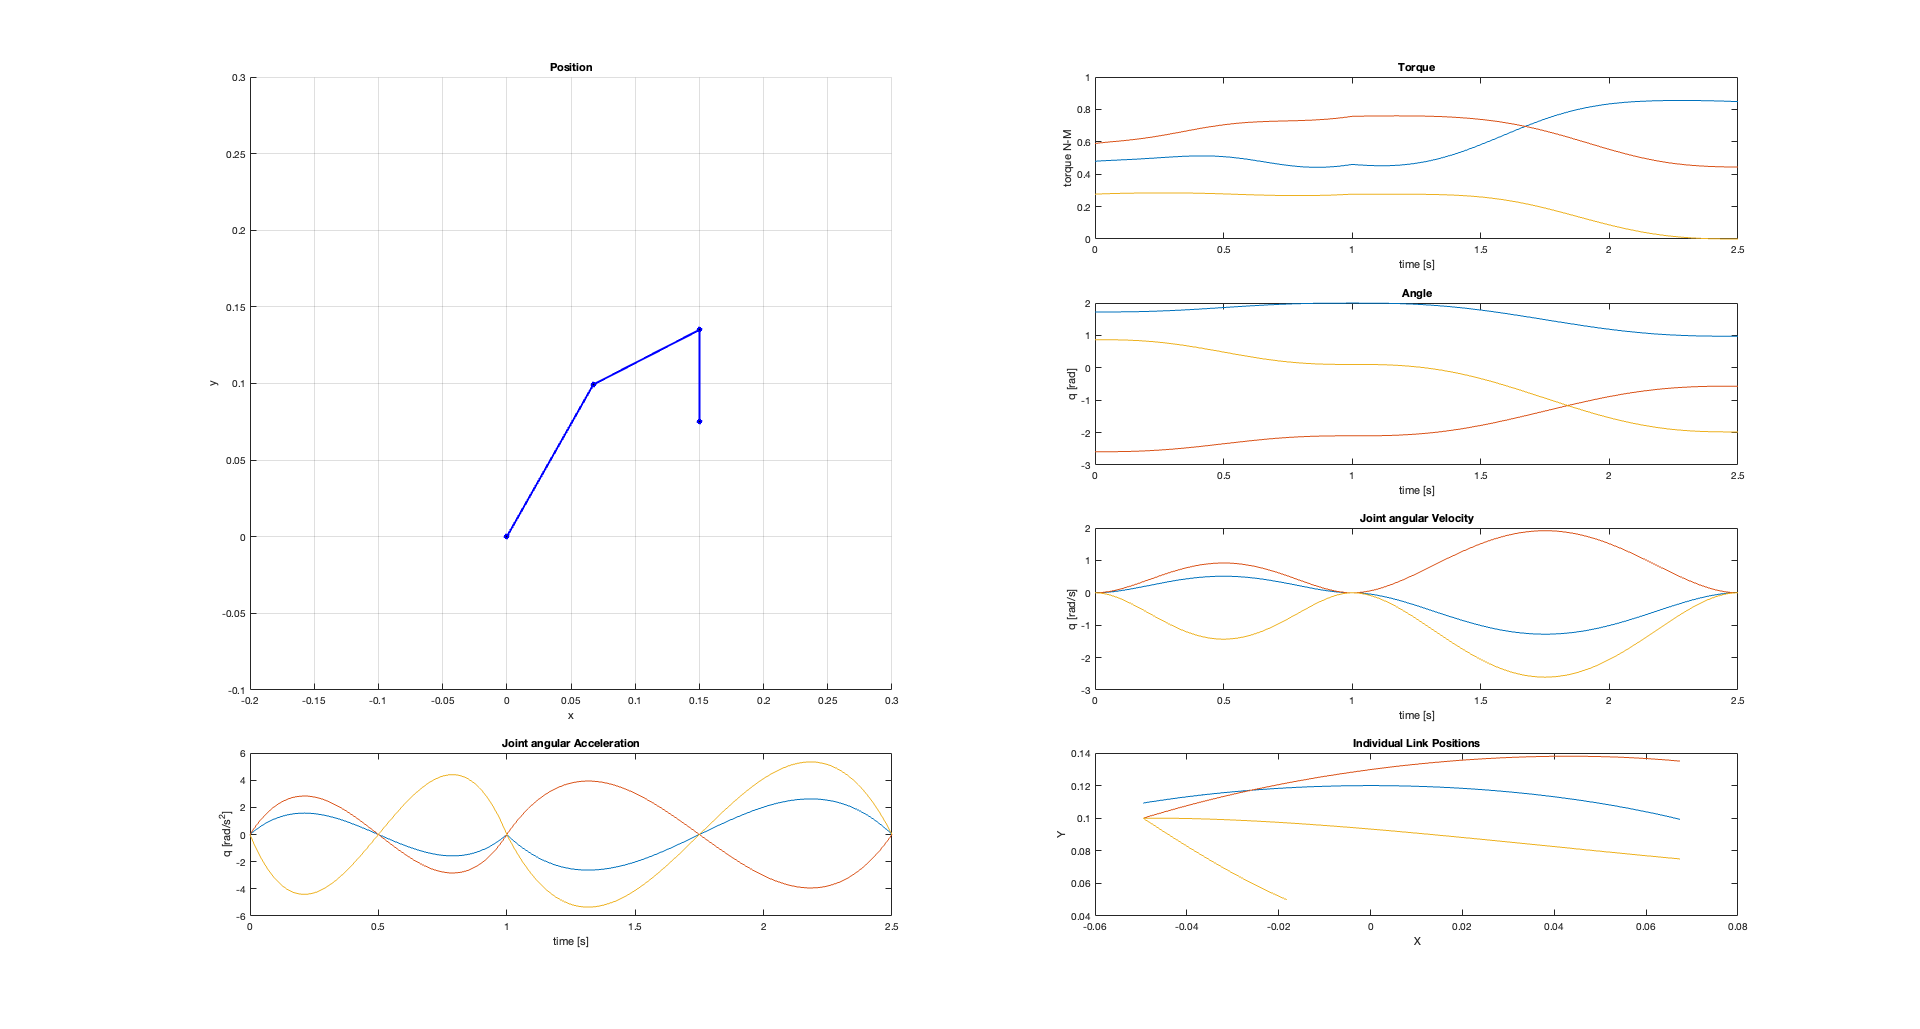 Position
0.3
0.25
0.2
0.15
0.1
0.05
0
-0.05
-0.1
y
-0.2 -0.15 -0.1 -0.05 0 0.05 0.1 0.15 0.2 0.25 0.3
x
Torque
1
0.8
0.6
0.4
0.2
0
torque N-M
0 0.5 1 1.5 2 2.5
time [s]
Angle
2
1
0
-1
-2
-3
q [rad]
0 0.5 1 1.5 2 2.5
time [s]
Joint angular Velocity
2
1
0
-1
-2
-3
q [rad/s]
0 0.5 1 1.5 2 2.5
time [s]
Joint angular Acceleration
6
4
2
0
-2
-4
-6
q [rad/s²]
0 0.5 1 1.5 2 2.5
time [s]
Individual Link Positions
0.14
0.12
0.1
0.08
0.06
0.04
Y
-0.06 -0.04 -0.02 0 0.02 0.04 0.06 0.08
X